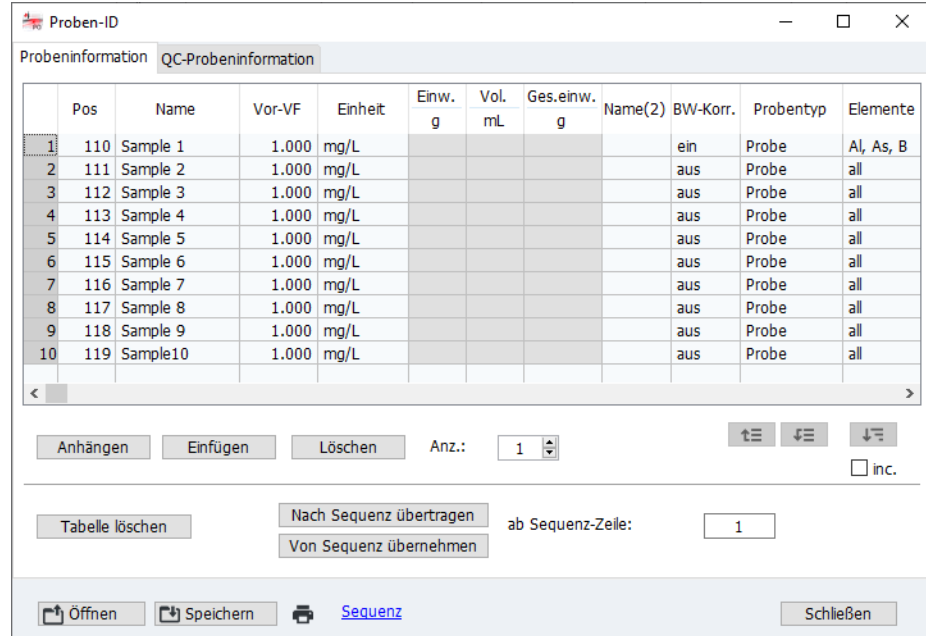 Proben-ID
Probeninformation QC-Probeninformation
Pos Name Vor-VF Einheit Einw. g Vol. mL Ges.einw. g Name(2) BW-Korr. Probentyp Elemente
1 110 Sample 1 1.000 mg/L ein Probe Al, As, B
2 111 Sample 2 1.000 mg/L aus Probe all
3 112 Sample 3 1.000 mg/L aus Probe all
4 113 Sample 4 1.000 mg/L aus Probe all
5 114 Sample 5 1.000 mg/L aus Probe all
6 115 Sample 6 1.000 mg/L aus Probe all
7 116 Sample 7 1.000 mg/L aus Probe all
8 117 Sample 8 1.000 mg/L aus Probe all
9 118 Sample 9 1.000 mg/L aus Probe all
10 119 Sample10 1.000 mg/L aus Probe all
Anhängen Einfügen Löschen Anz.: 1
inc.
Tabelle löschen Nach Sequenz übertragen ab Sequenz-Zeile: 1
Von Sequenz übernehmen
Öffnen Speichern Sequenz Schließen